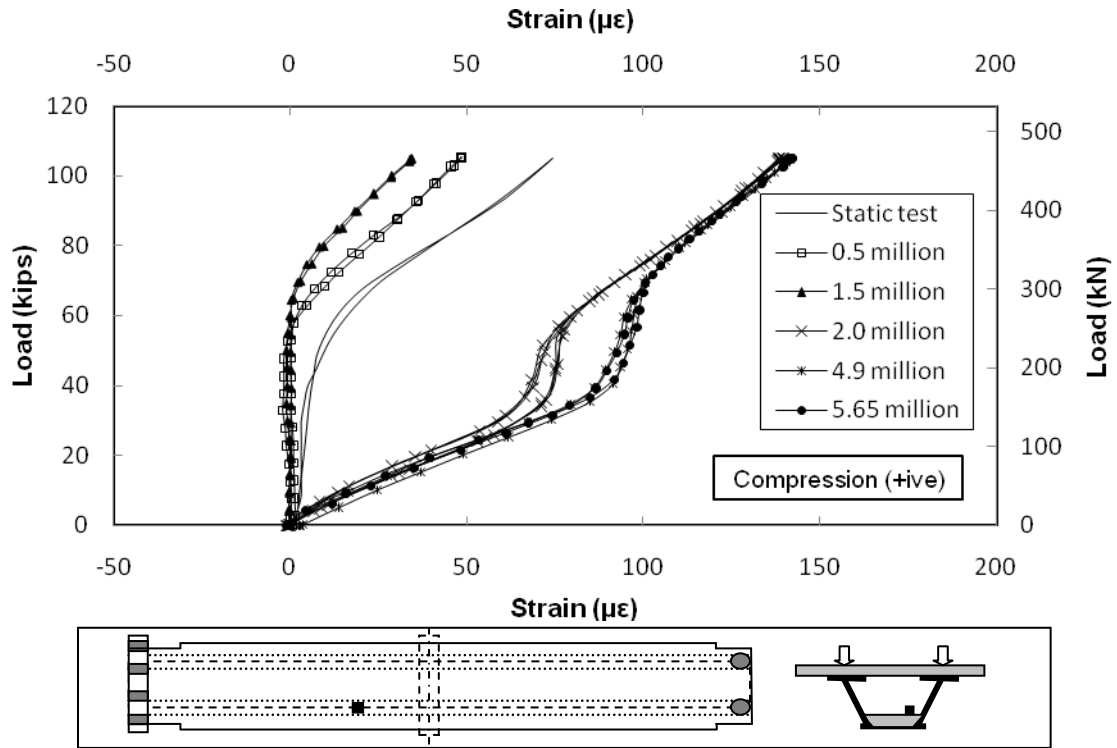 Strain (µε)
-50 0 50 100 150 200
120
100
80
60
40
20
0
Load (kips)
500
400
300
200
100
0
Load (kN)
Static test
0.5 million
1.5 million
2.0 million
4.9 million
5.65 million
Compression (+ive)
-50 0 50 100 150 200
Strain (µε)